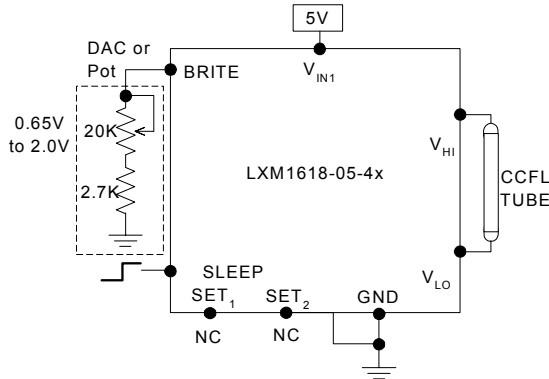 5V
DAC or
Pot
BRITE
V_IN1
0.65V
to 2.0V
20K
2.7K
V_HI
LXM1618-05-4x
CCFL
TUBE
SLEEP
V_LO
SET_1
SET_2
GND
NC
NC